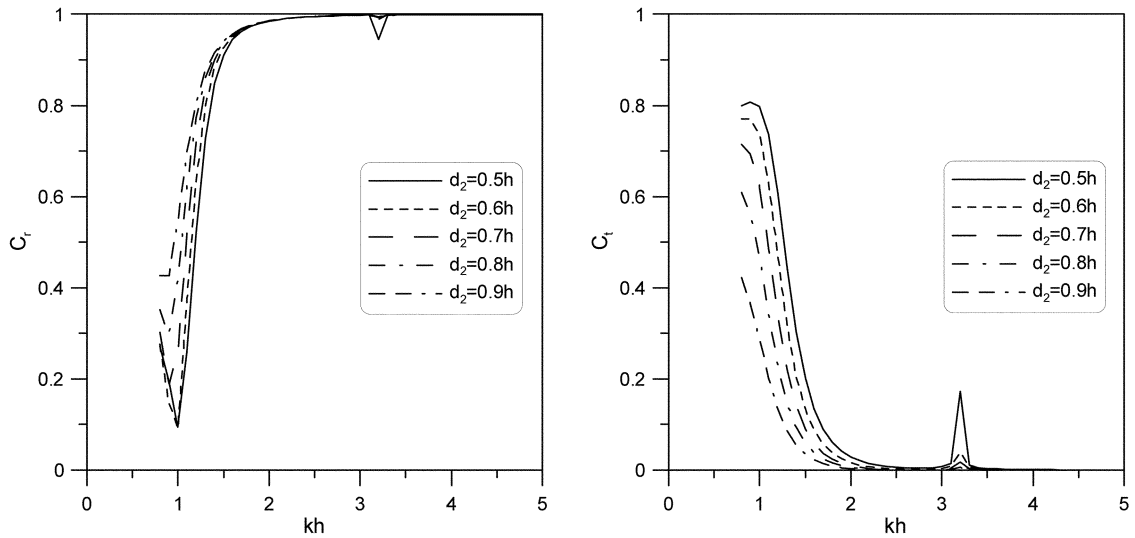 1
0.8
0.6
0.4
0.2
0
C_r
d_2=0.5h
d_2=0.6h
d_2=0.7h
d_2=0.8h
d_2=0.9h
0 1 2 3 4 5
kh
1
0.8
0.6
0.4
0.2
0
C_t
d_2=0.5h
d_2=0.6h
d_2=0.7h
d_2=0.8h
d_2=0.9h
0 1 2 3 4 5
kh